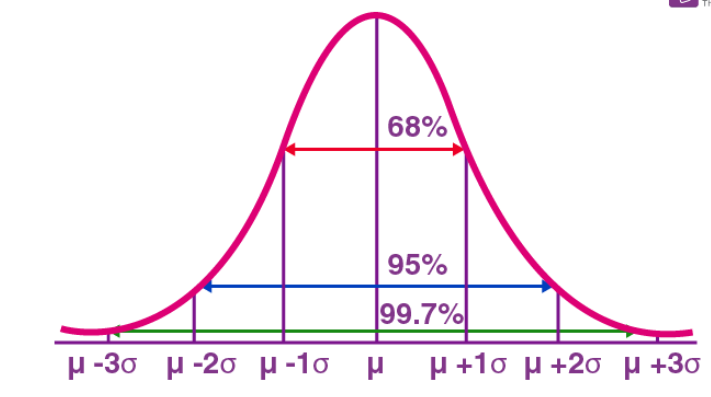 68%
95%
99.7%
μ -3σ μ -2σ μ -1σ μ μ +1σ μ +2σ μ +3σ